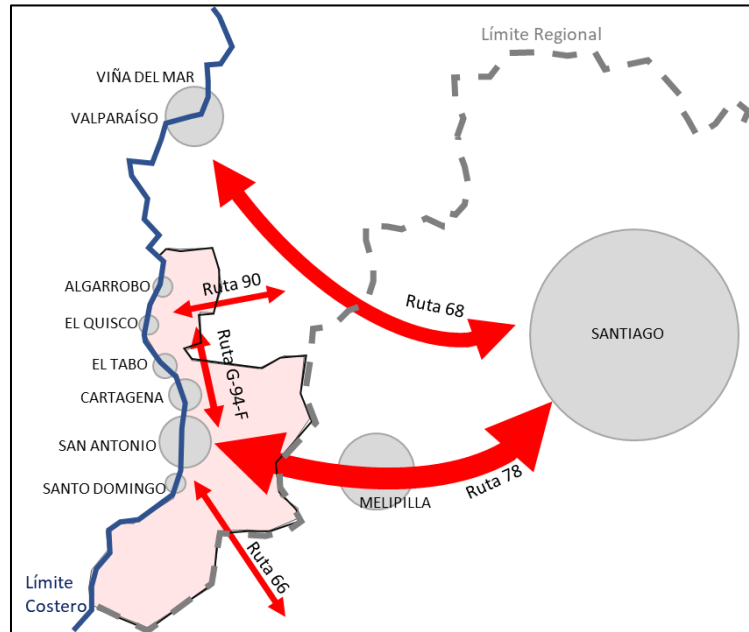 Límite Regional
VIÑA DEL MAR
VALPARAÍSO
ALGARROBO
Ruta 90
Ruta 68
EL QUISCO
SANTIAGO
Ruta G-94-F
EL TABO
CARTAGENA
SAN ANTONIO
Ruta 78
SANTO DOMINGO
MELIPILLA
Ruta 66
Límite
Costero